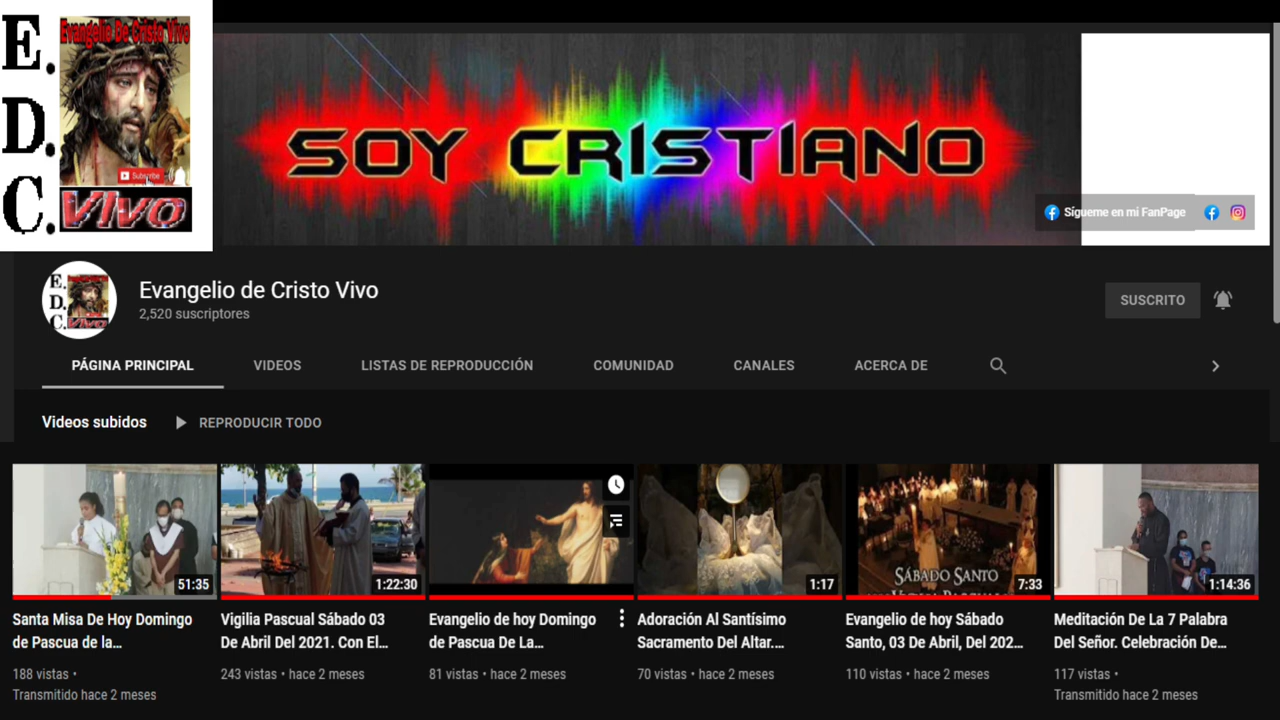 E.
D.
C.
Evangelio De Cristo Vivo
Subscribe
VIvo
SOY CRISTIANO
Sígueme en mi FanPage
E.
D.
C.
VIvo
Evangelio de Cristo Vivo
2,520 suscriptores
SUSCRITO
PÁGINA PRINCIPAL
VIDEOS
LISTAS DE REPRODUCCIÓN
COMUNIDAD
CANALES
ACERCA DE
Videos subidos
REPRODUCIR TODO
51:35
1:22:30
1:17
SÁBADO SANTO
7:33
1:14:36
Santa Misa De Hoy Domingo
de Pascua de la...
188 vistas •
Transmitido hace 2 meses
Vigilia Pascual Sábado 03
De Abril Del 2021. Con El...
243 vistas • hace 2 meses
Evangelio de hoy Domingo
de Pascua De La...
81 vistas • hace 2 meses
Adoración Al Santísimo
Sacramento Del Altar....
70 vistas • hace 2 meses
Evangelio de hoy Sábado
Santo, 03 De Abril, Del 202...
110 vistas • hace 2 meses
Meditación De La 7 Palabra
Del Señor. Celebración De...
117 vistas •
Transmitido hace 2 meses